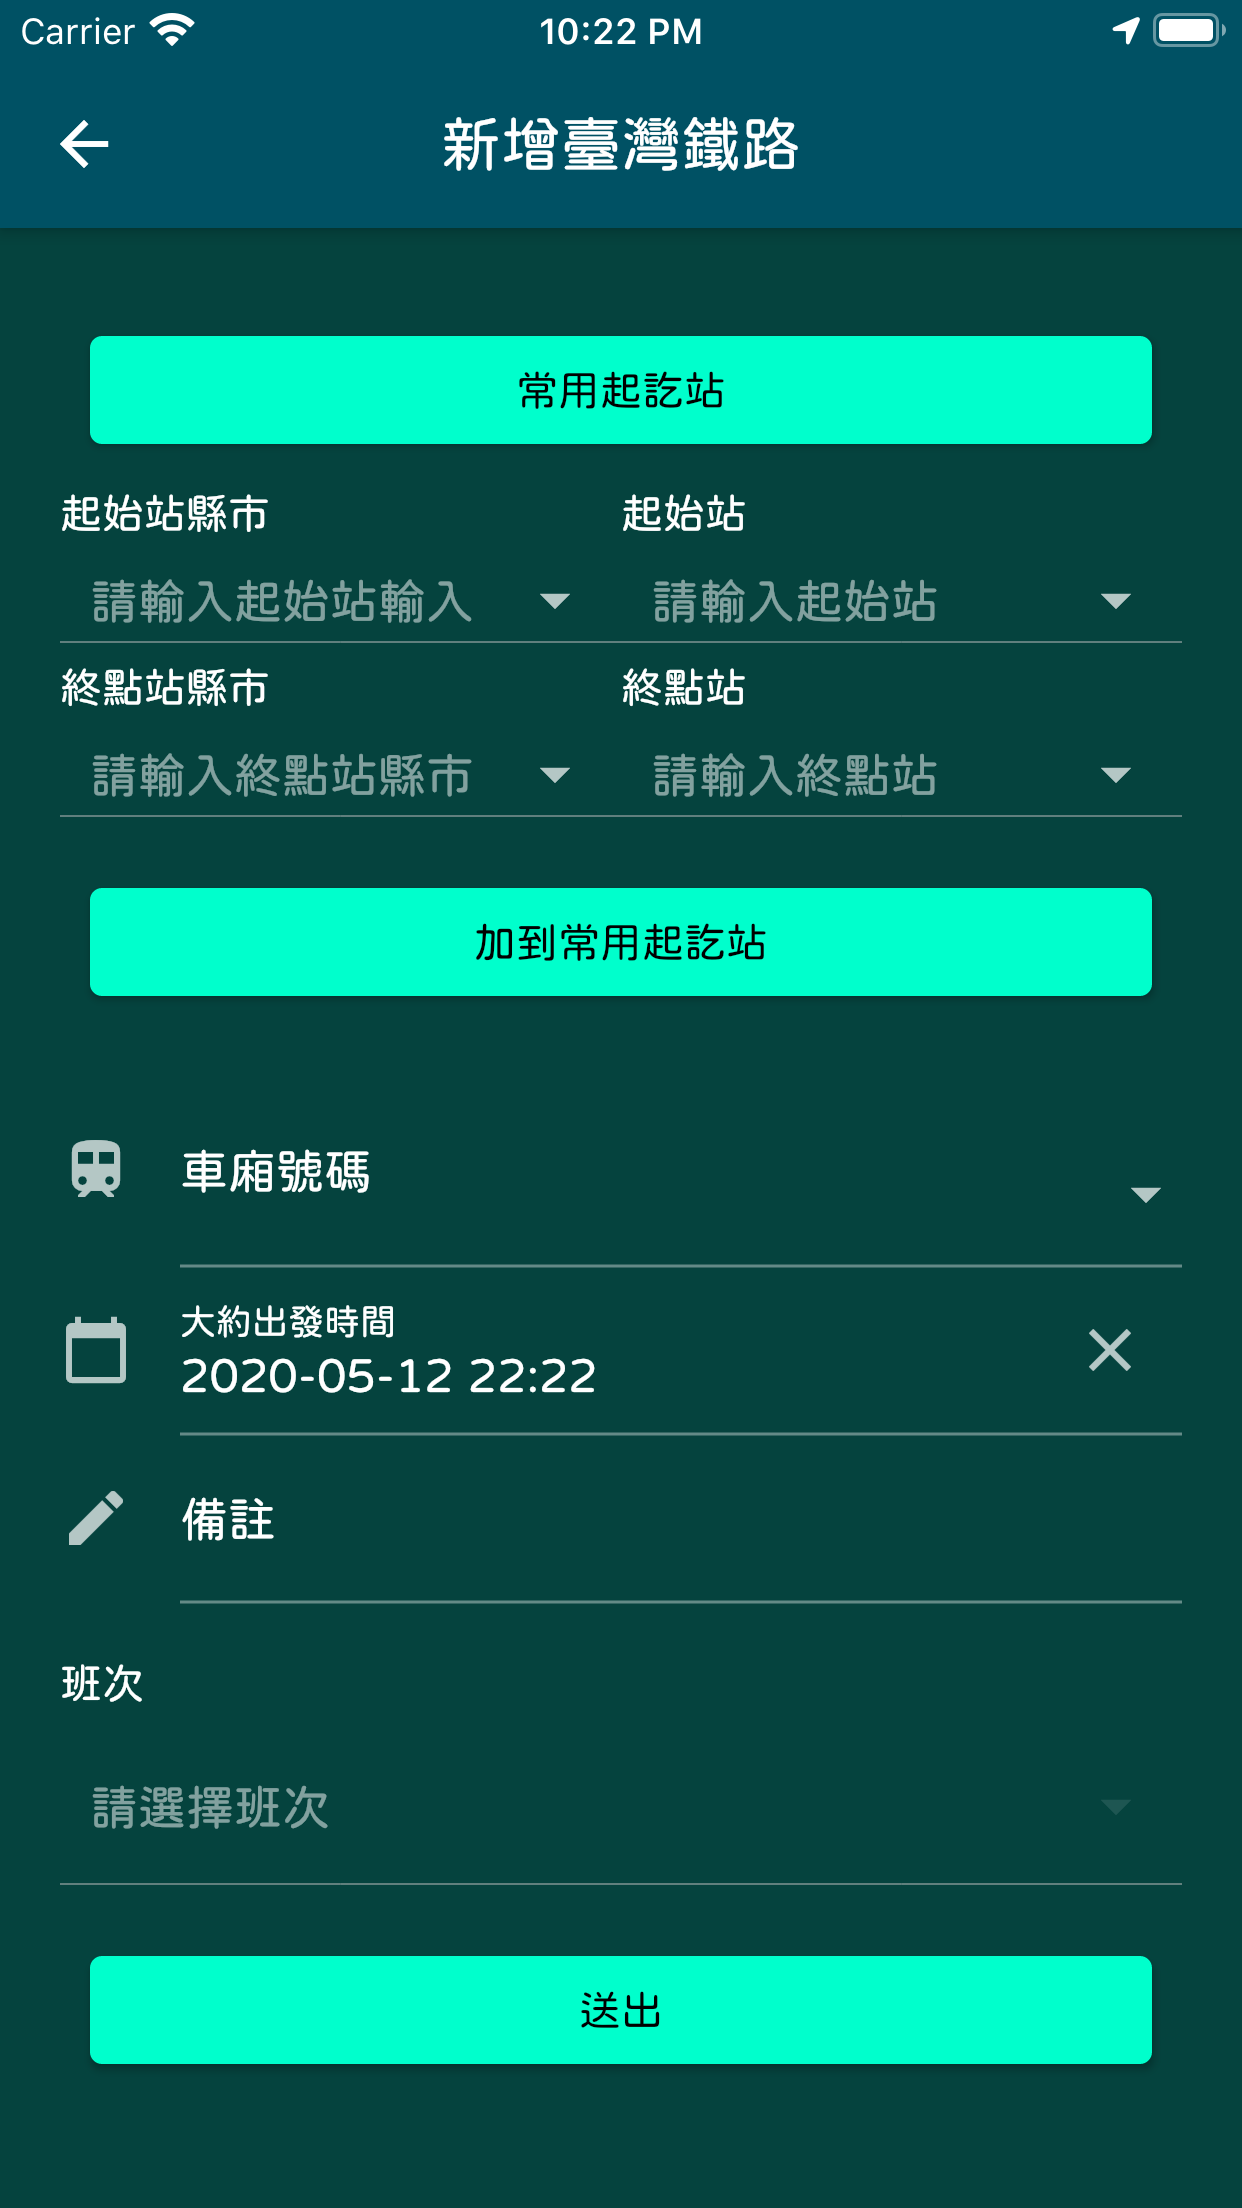 Carrier 10:22 PM
新增臺灣鐵路
常用起訖站
起始站縣市 起始站
請輸入起始站輸入 請輸入起始站
終點站縣市 終點站
請輸入終點站縣市 請輸入終點站
加到常用起訖站
車廂號碼
大約出發時間
2020-05-12 22:22
備註
班次
請選擇班次
送出